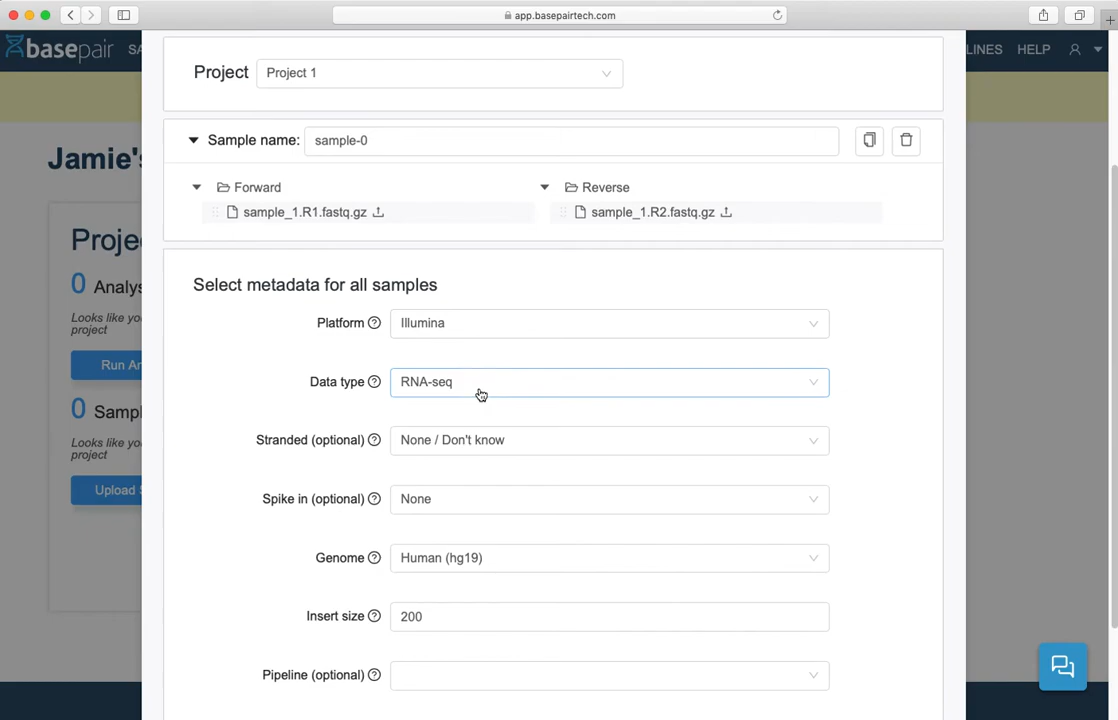 app.basepairtech.com
basepair SA LINES HELP
Project Project 1
Jamie's
Sample name: sample-0
Forward Reverse
sample_1.R1.fastq.gz sample_1.R2.fastq.gz
Proje
0 Analys
Looks like yo
project
Run An
0 Sampl
Looks like yo
project
Upload S
Select metadata for all samples
Platform Illumina
Data type RNA-seq
Stranded (optional) None / Don't know
Spike in (optional) None
Genome Human (hg19)
Insert size 200
Pipeline (optional)